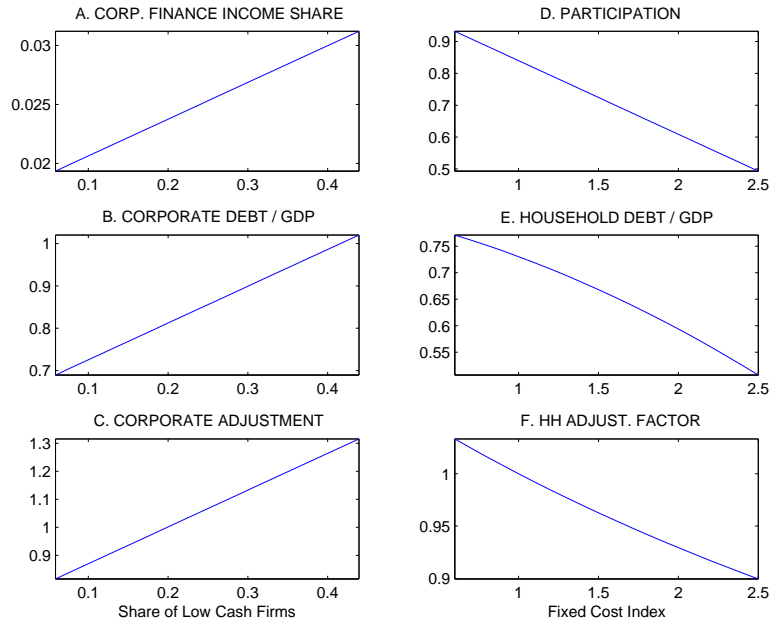 A. CORP. FINANCE INCOME SHARE
0.03
0.025
0.02
0.1 0.2 0.3 0.4
D. PARTICIPATION
0.9
0.8
0.7
0.6
0.5
1 1.5 2 2.5
B. CORPORATE DEBT / GDP
1
0.9
0.8
0.7
0.1 0.2 0.3 0.4
E. HOUSEHOLD DEBT / GDP
0.75
0.7
0.65
0.6
0.55
1 1.5 2 2.5
C. CORPORATE ADJUSTMENT
1.3
1.2
1.1
1
0.9
0.1 0.2 0.3 0.4
Share of Low Cash Firms
F. HH ADJUST. FACTOR
1
0.95
0.9
1 1.5 2 2.5
Fixed Cost Index